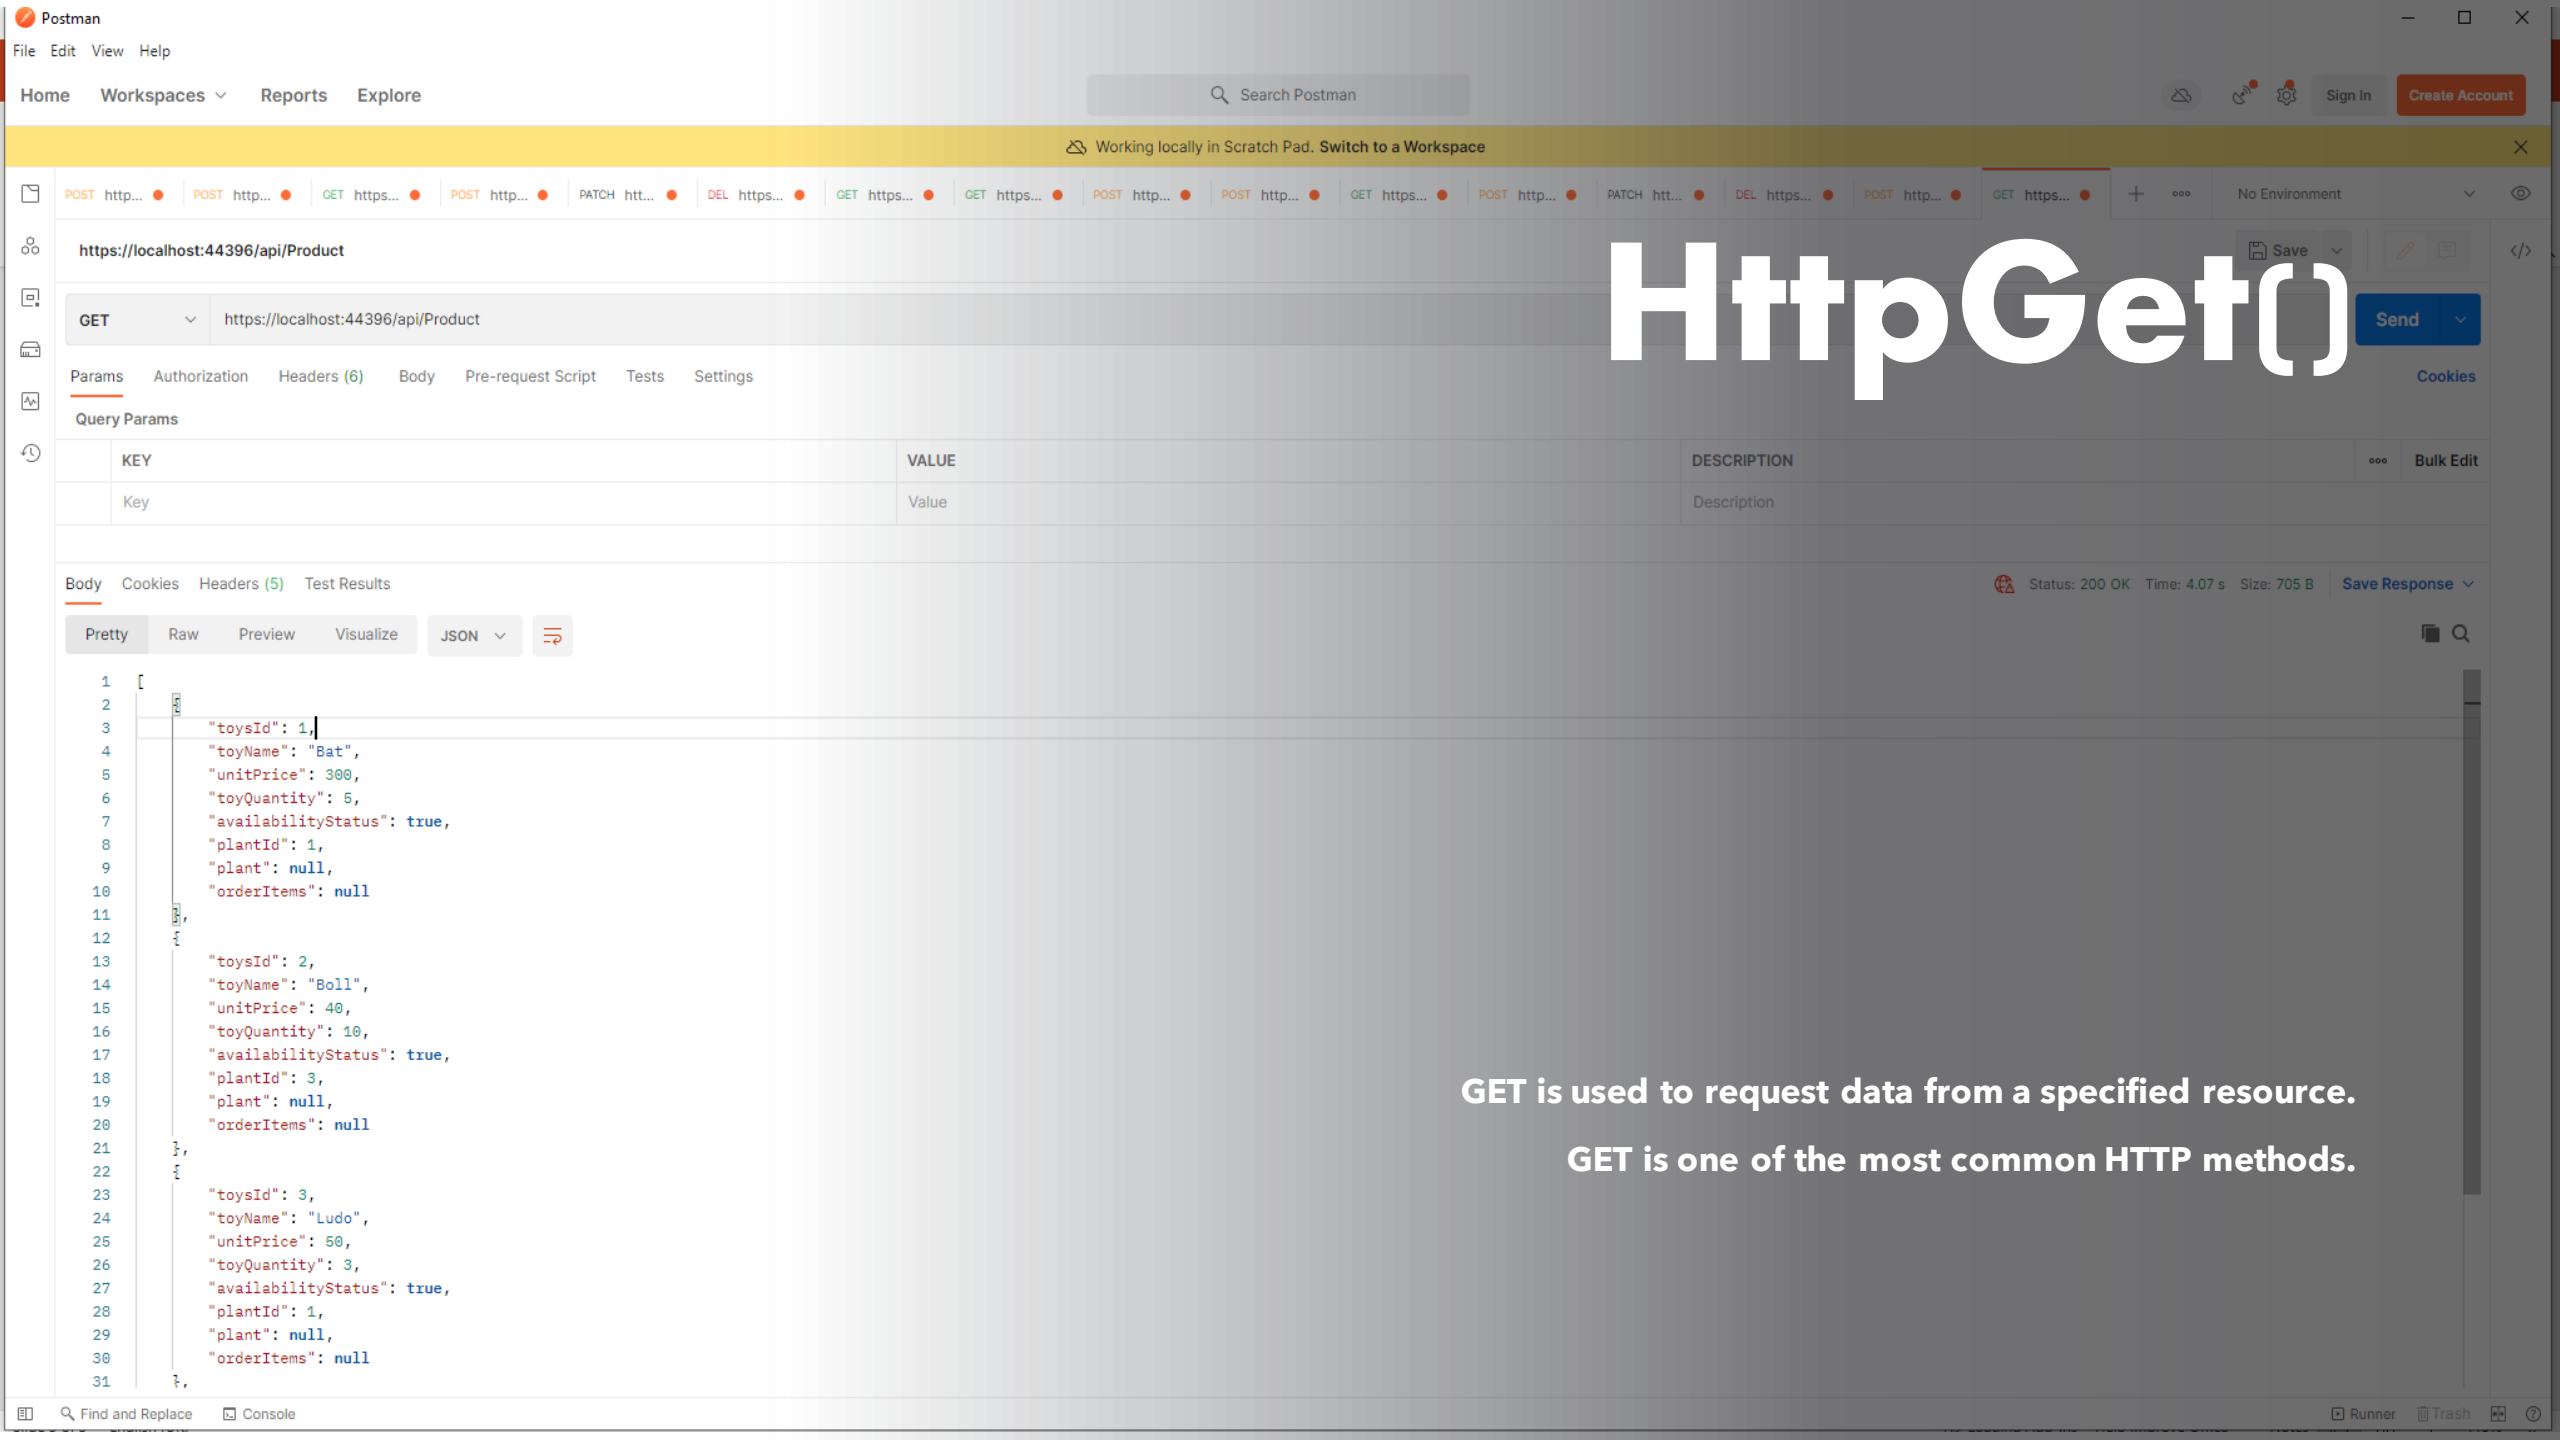 Postman
File Edit View Help
Home Workspaces Reports Explore Search Postman Sign In Create Account
Working locally in Scratch Pad. Switch to a Workspace
POST http... POST http... GET https... POST http... PATCH htt... DEL https... GET https... GET https... POST http... POST http... GET https... POST http... PATCH htt... DEL https... POST http... GET https... No Environment
https://localhost:44396/api/Product Save
HttpGet()
GET https://localhost:44396/api/Product Send
Params Authorization Headers (6) Body Pre-request Script Tests Settings Cookies
Query Params
KEY VALUE DESCRIPTION Bulk Edit
Key Value Description
Body Cookies Headers (5) Test Results Status: 200 OK Time: 4.07 s Size: 705 B Save Response
Pretty Raw Preview Visualize JSON
1 [
2 {
3 "toysId": 1,
4 "toyName": "Bat",
5 "unitPrice": 300,
6 "toyQuantity": 5,
7 "availabilityStatus": true,
8 "plantId": 1,
9 "plant": null,
10 "orderItems": null
11 },
12 {
13 "toysId": 2,
14 "toyName": "Boll",
15 "unitPrice": 40,
16 "toyQuantity": 10,
17 "availabilityStatus": true,
18 "plantId": 3,
19 "plant": null,
20 "orderItems": null
21 },
22 {
23 "toysId": 3,
24 "toyName": "Ludo",
25 "unitPrice": 50,
26 "toyQuantity": 3,
27 "availabilityStatus": true,
28 "plantId": 1,
29 "plant": null,
30 "orderItems": null
31 },
GET is used to request data from a specified resource.
GET is one of the most common HTTP methods.
Find and Replace Console Runner Trash